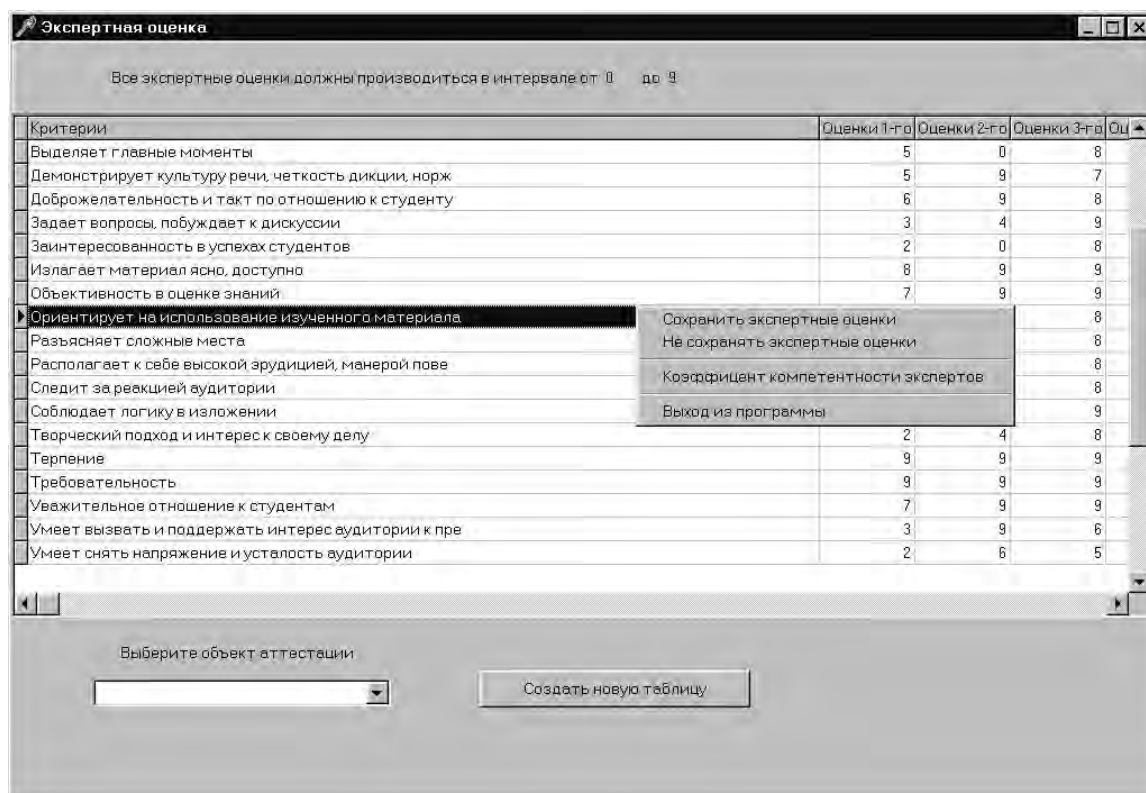 Экспертная оценка
Все экспертные оценки должны производиться в интервале от 0 до 9
Критерии Оценки 1-го Оценки 2-го Оценки 3-го Оц
Выделяет главные моменты 5 0 8
Демонстрирует культуру речи, четкость дикции, норж 5 9 7
Доброжелательность и такт по отношению к студенту 6 9 8
Задает вопросы, побуждает к дискуссии 3 4 9
Заинтересованность в успехах студентов 2 0 8
Излагает материал ясно, доступно 8 9 9
Объективность в оценке знаний 7 9 9
Ориентирует на использование изученного материала 8
Разъясняет сложные места 8
Располагает к себе высокой эрудицией, манерой пове 8
Следит за реакцией аудитории 8
Соблюдает логику в изложении 9
Сохранить экспертные оценки
Не сохранять экспертные оценки
Коэффицент компетентности экспертов
Выход из программы
Творческий подход и интерес к своему делу 2 4 8
Терпение 9 9 9
Требовательность 9 9 9
Уважительное отношение к студентам 7 9 9
Умеет вызвать и поддержать интерес аудитории к пре 3 9 6
Умеет снять напряжение и усталость аудитории 2 6 5
Выберите объект аттестации
Создать новую таблицу